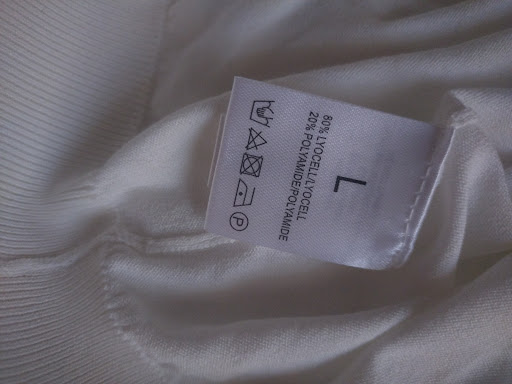 L
80% LYOCELL/LYOCELL
20% POLYAMIDE/POLYAMIDE
P